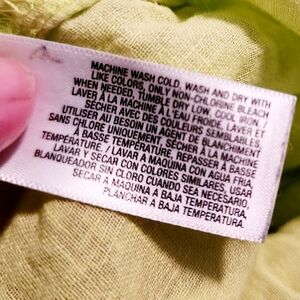 MACHINE WASH COLD, WASH AND DRY WITH
LIKE COLORS, ONLY NON-CHLORINE BLEACH
WHEN NEEDED, TUMBLE DRY LOW, COOL IRON.
LAVER À LA MACHINE À L'EAU FROIDE, LAVER ET
SÉCHER AVEC DES COULEURS SEMBLABLES,
UTILISER AU BESOIN UN AGENT DE BLANCHIMENT
SANS CHLORE UNIQUEMENT, SÉCHER À LA MACHINE
À BASSE TEMPÉRATURE, REPASSER À BASSE
TEMPÉRATURE. / LAVAR A MAQUINA CON AGUA FRIA,
LAVAR Y SECAR CON COLORES SIMILARES, USAR
BLANQUEADOR SIN CLORO CUANDO SEA NECESARIO,
SECAR A MAQUINA A BAJA TEMPERATURA,
PLANCHAR A BAJA TEMPERATURA.